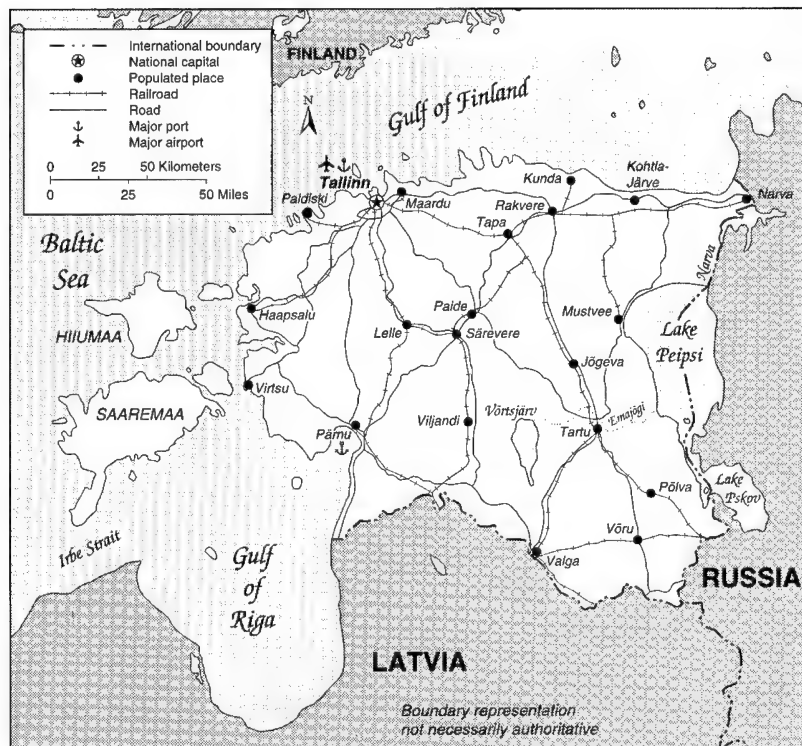 International boundary
National capital
Populated place
Railroad
Road
Major port
Major airport
0 25 50 Kilometers
0 25 50 Miles
FINLAND
N
Gulf of Finland
Tallinn
Paldiski
Maardu
Kunda
Kohtla-
Järve
Narva
Rakvere
Tapa
Baltic
Sea
Narva
HIIUMAA
Haapsalu
Paide
Mustvee
Lelle
Särevere
Lake
Peipsi
Jõgeva
Virtsu
SAAREMAA
Viljandi
Võrtsjärv
Emajõgi
Pärnu
Tartu
Põlva
Lake
Pskov
Irbe Strait
Gulf
of
Riga
Võru
Valga
RUSSIA
LATVIA
Boundary representation
not necessarily authoritative